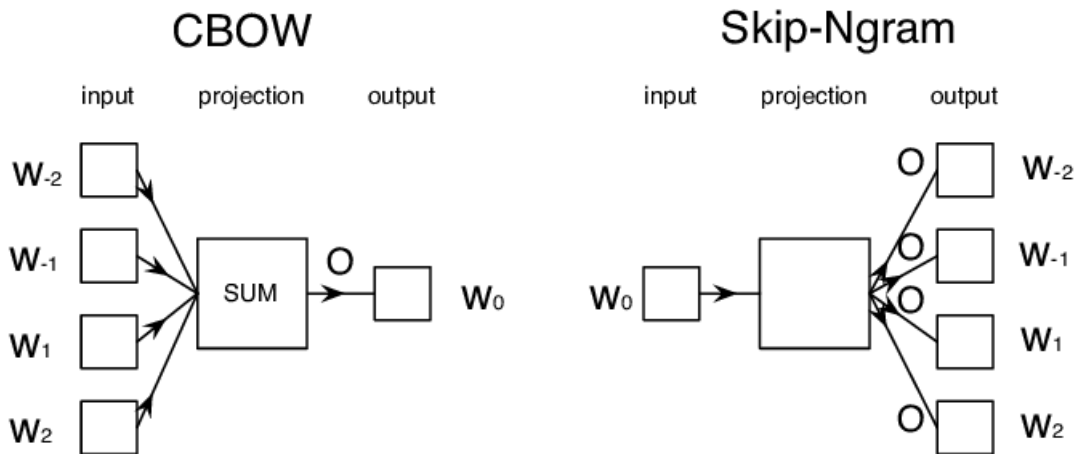 CBOW
input projection output
w-2
w-1
w1
w2
SUM
O
w0
Skip-Ngram
input projection output
w0
O
O
O
O
w-2
w-1
w1
w2